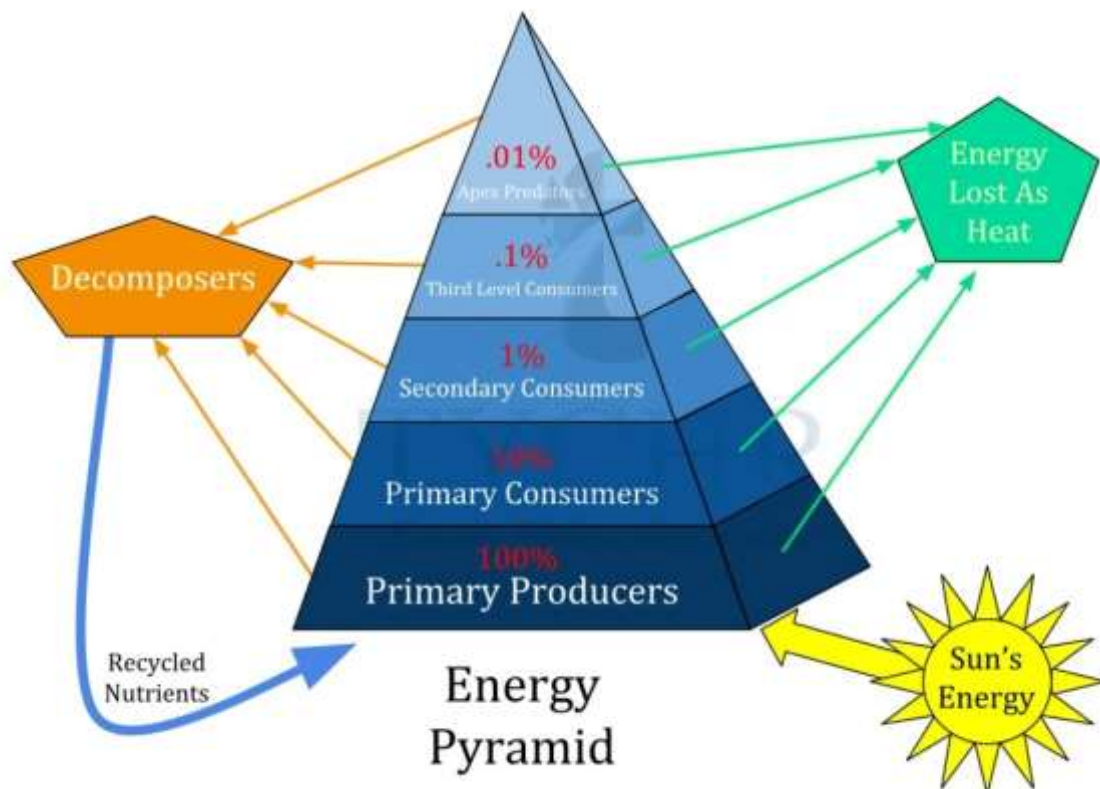 .01%
Apex Predators
.1%
Third Level Consumers
1%
Secondary Consumers
10%
Primary Consumers
100%
Primary Producers
Decomposers
Energy
Lost As
Heat
Recycled
Nutrients
Sun's
Energy
Energy
Pyramid